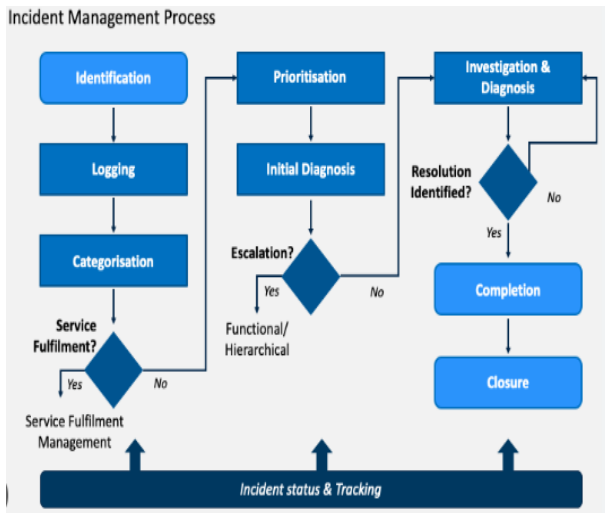 Incident Management Process
Identification
Logging
Categorisation
Service
Fulfilment?
Yes
No
Service Fulfilment
Management
Prioritisation
Initial Diagnosis
Escalation?
Yes
No
Functional/
Hierarchical
Investigation &
Diagnosis
Resolution
Identified?
No
Yes
Completion
Closure
Incident status & Tracking